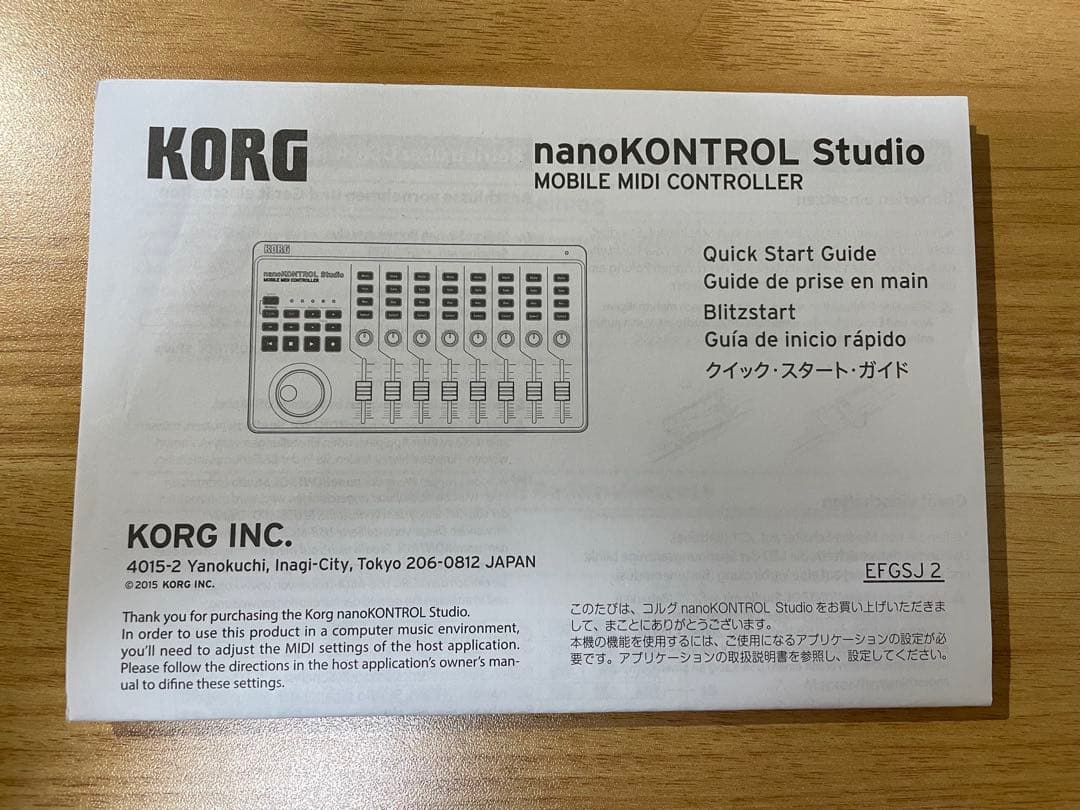 KORG
nanoKONTROL Studio
MOBILE MIDI CONTROLLER
KORG
nanoKONTROL Studio
MOBILE MIDI CONTROLLER
Quick Start Guide
Guide de prise en main
Blitzstart
Guía de inicio rápido
クイック・スタート・ガイド
KORG INC.
4015-2 Yanokuchi, Inagi-City, Tokyo 206-0812 JAPAN
©2015 KORG INC.
EFGSJ 2
Thank you for purchasing the Korg nanoKONTROL Studio.
In order to use this product in a computer music environment,
you'll need to adjust the MIDI settings of the host application.
Please follow the directions in the host application's owner's man-
ual to difine these settings.
このたびは、コルグ nanoKONTROL Studio をお買い上げいただきま
して、まことにありがとうございます。
本機の機能を使用するには、ご使用になるアプリケーションの設定が必
要です。アプリケーションの取扱説明書を参照し、設定してください。